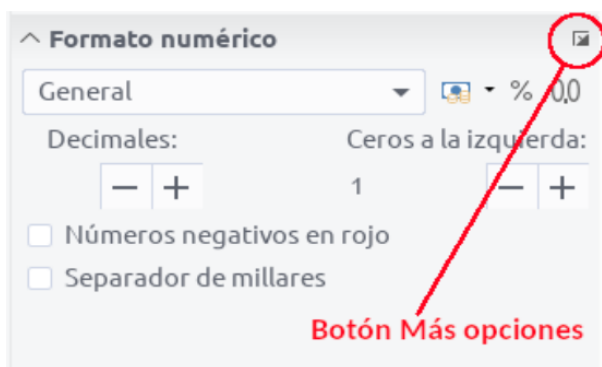 Formato numérico
General % 0,0
Decimales: Ceros a la izquierda:
— + 1 — +
Números negativos en rojo
Separador de millares
Botón Más opciones